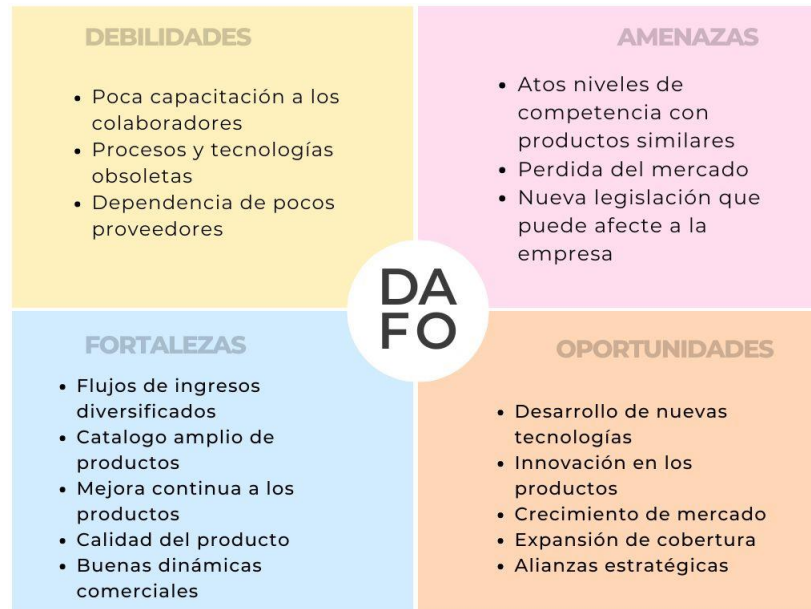 DEBILIDADES
• Poca capacitación a los
colaboradores
• Procesos y tecnologías
obsoletas
• Dependencia de pocos
proveedores
AMENAZAS
• Atos niveles de
competencia con
productos similares
• Perdida del mercado
• Nueva legislación que
puede afecte a la
empresa
DA
FO
FORTALEZAS
• Flujos de ingresos
diversificados
• Catalogo amplio de
productos
• Mejora continua a los
productos
• Calidad del producto
• Buenas dinámicas
comerciales
OPORTUNIDADES
• Desarrollo de nuevas
tecnologías
• Innovación en los
productos
• Crecimiento de mercado
• Expansión de cobertura
• Alianzas estratégicas